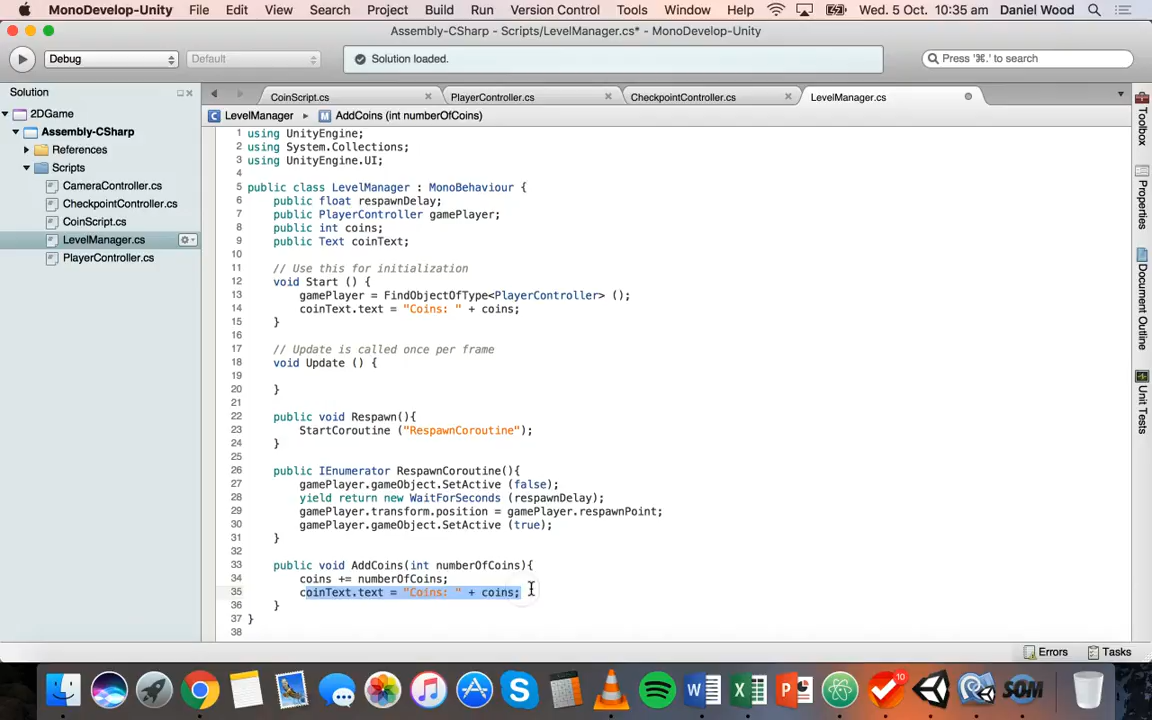 MonoDevelop-Unity File Edit View Search Project Build Run Version Control Tools Window Help Wed. 5 Oct. 10:35 am Daniel Wood
Assembly-CSharp - Scripts/LevelManager.cs* - MonoDevelop-Unity
Debug Default Solution loaded. Press '⌘.' to search
Solution CoinScript.cs PlayerController.cs CheckpointController.cs LevelManager.cs
2DGame
Assembly-CSharp
References
Scripts
CameraController.cs
CheckpointController.cs
CoinScript.cs
LevelManager.cs
PlayerController.cs
C LevelManager M AddCoins (int numberOfCoins)
1 using UnityEngine;
2 using System.Collections;
3 using UnityEngine.UI;
4
5 public class LevelManager : MonoBehaviour {
6 public float respawnDelay;
7 public PlayerController gamePlayer;
8 public int coins;
9 public Text coinText;
10
11 // Use this for initialization
12 void Start () {
13 gamePlayer = FindObjectOfType<PlayerController> ();
14 coinText.text = "Coins: " + coins;
15 }
16
17 // Update is called once per frame
18 void Update () {
19
20 }
21
22 public void Respawn(){
23 StartCoroutine ("RespawnCoroutine");
24 }
25
26 public IEnumerator RespawnCoroutine(){
27 gamePlayer.gameObject.SetActive (false);
28 yield return new WaitForSeconds (respawnDelay);
29 gamePlayer.transform.position = gamePlayer.respawnPoint;
30 gamePlayer.gameObject.SetActive (true);
31 }
32
33 public void AddCoins(int numberOfCoins){
34 coins += numberOfCoins;
35 coinText.text = "Coins: " + coins;
36 }
37 }
38
Toolbox
Properties
Document Outline
Unit Tests
Errors Tasks
10
SOM